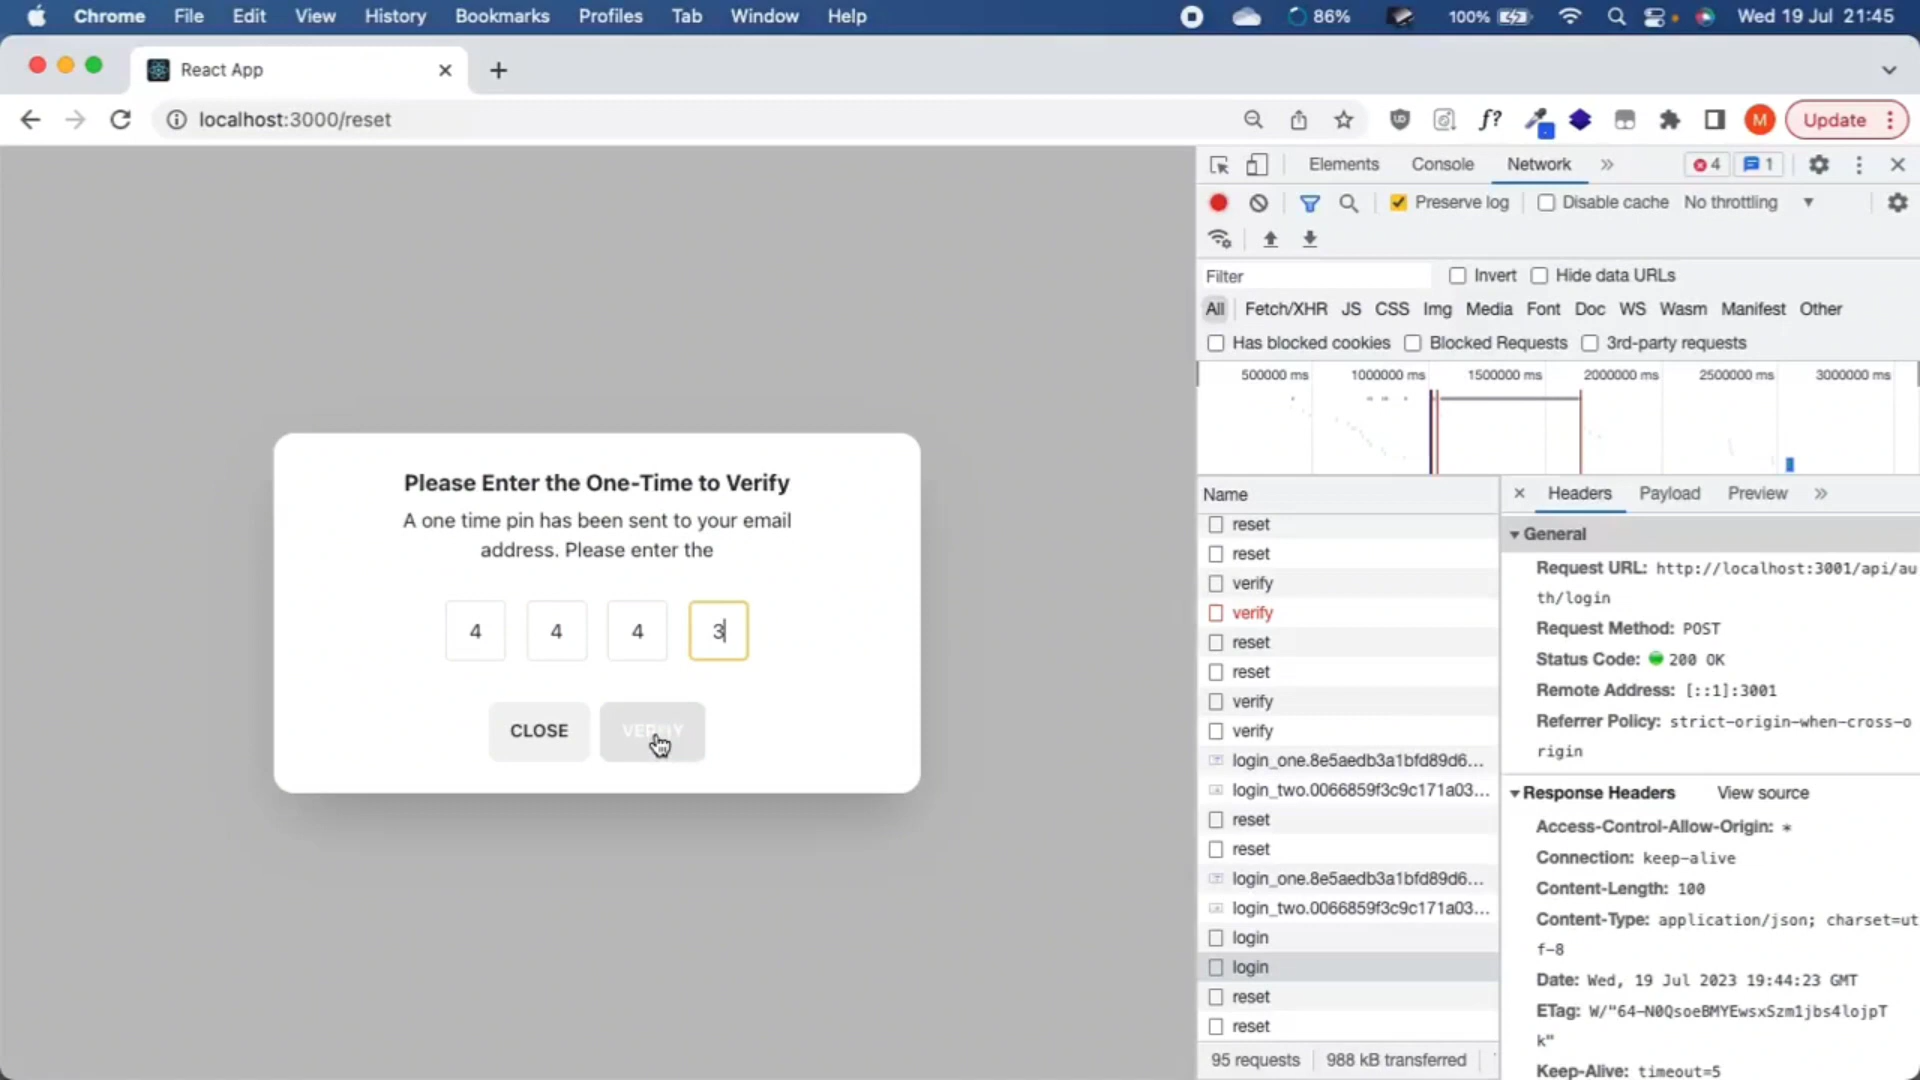 Chrome File Edit View History Bookmarks Profiles Tab Window Help 86% 100% Wed 19 Jul 21:45
React App
localhost:3000/reset
f?
M
Update
Elements Console Network
4
1
Preserve log Disable cache No throttling
Filter
Invert Hide data URLs
All Fetch/XHR JS CSS Img Media Font Doc WS Wasm Manifest Other
Has blocked cookies Blocked Requests 3rd-party requests
500000 ms 1000000 ms 1500000 ms 2000000 ms 2500000 ms 3000000 ms
Please Enter the One-Time to Verify
A one time pin has been sent to your email
address. Please enter the
4 4 4 3
CLOSE VERIFY
Name
reset
reset
verify
verify
reset
reset
verify
verify
login_one.8e5aedb3a1bfd89d6...
login_two.0066859f3c9c171a03...
reset
reset
login_one.8e5aedb3a1bfd89d6...
login_two.0066859f3c9c171a03...
login
login
reset
reset
95 requests 988 kB transferred
Headers Payload Preview
General
Request URL: http://localhost:3001/api/au
th/login
Request Method: POST
Status Code: 200 OK
Remote Address: [::1]:3001
Referrer Policy: strict-origin-when-cross-o
rigin
Response Headers View source
Access-Control-Allow-Origin: *
Connection: keep-alive
Content-Length: 100
Content-Type: application/json; charset=ut
f-8
Date: Wed, 19 Jul 2023 19:44:23 GMT
ETag: W/"64-N0QsoeBMYEwsxSzm1jbs4lojpT
k"
Keep-Alive: timeout=5